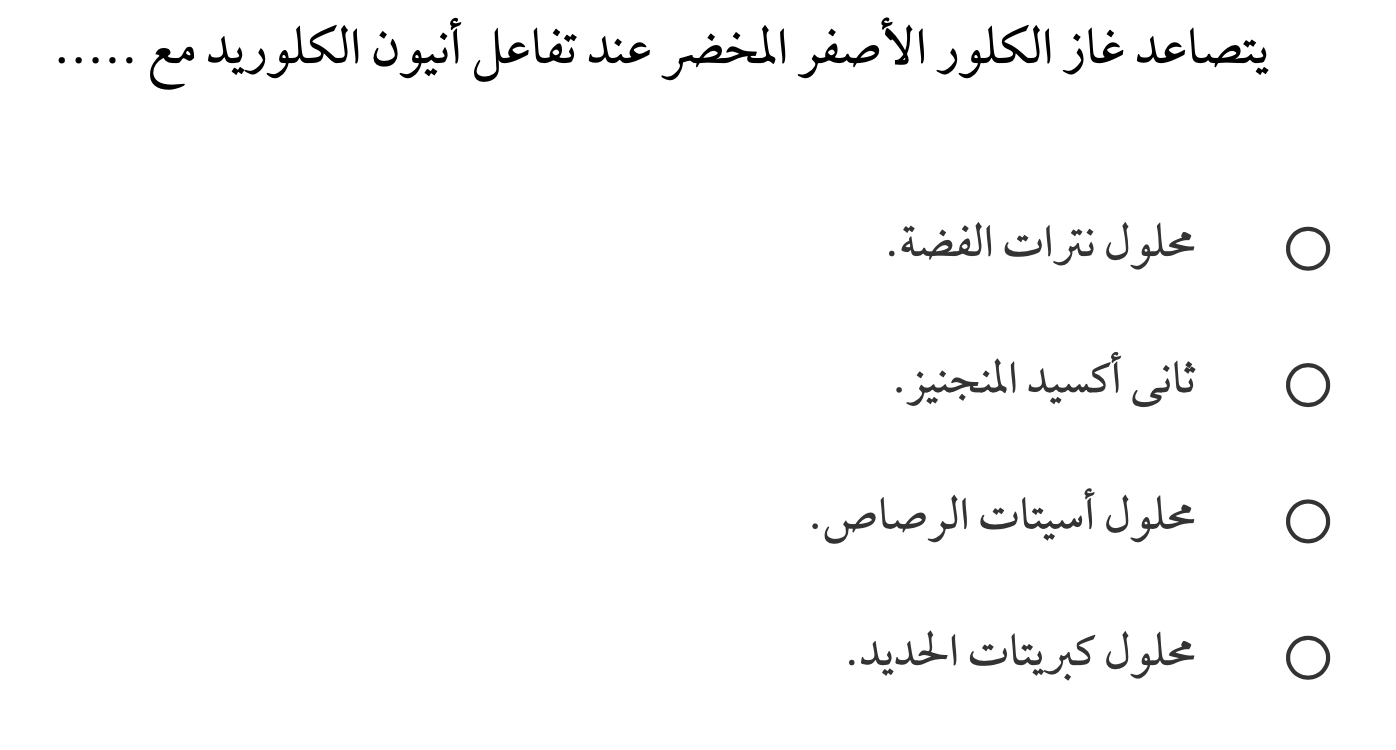 يتصاعد غاز الكلور الأصفر المخضر عند تفاعل أنيون الكلوريد مع .....
محلول نترات الفضة.
ثانى أكسيد المنجنيز.
محلول أسيتات الرصاص.
محلول كبريتات الحديد.